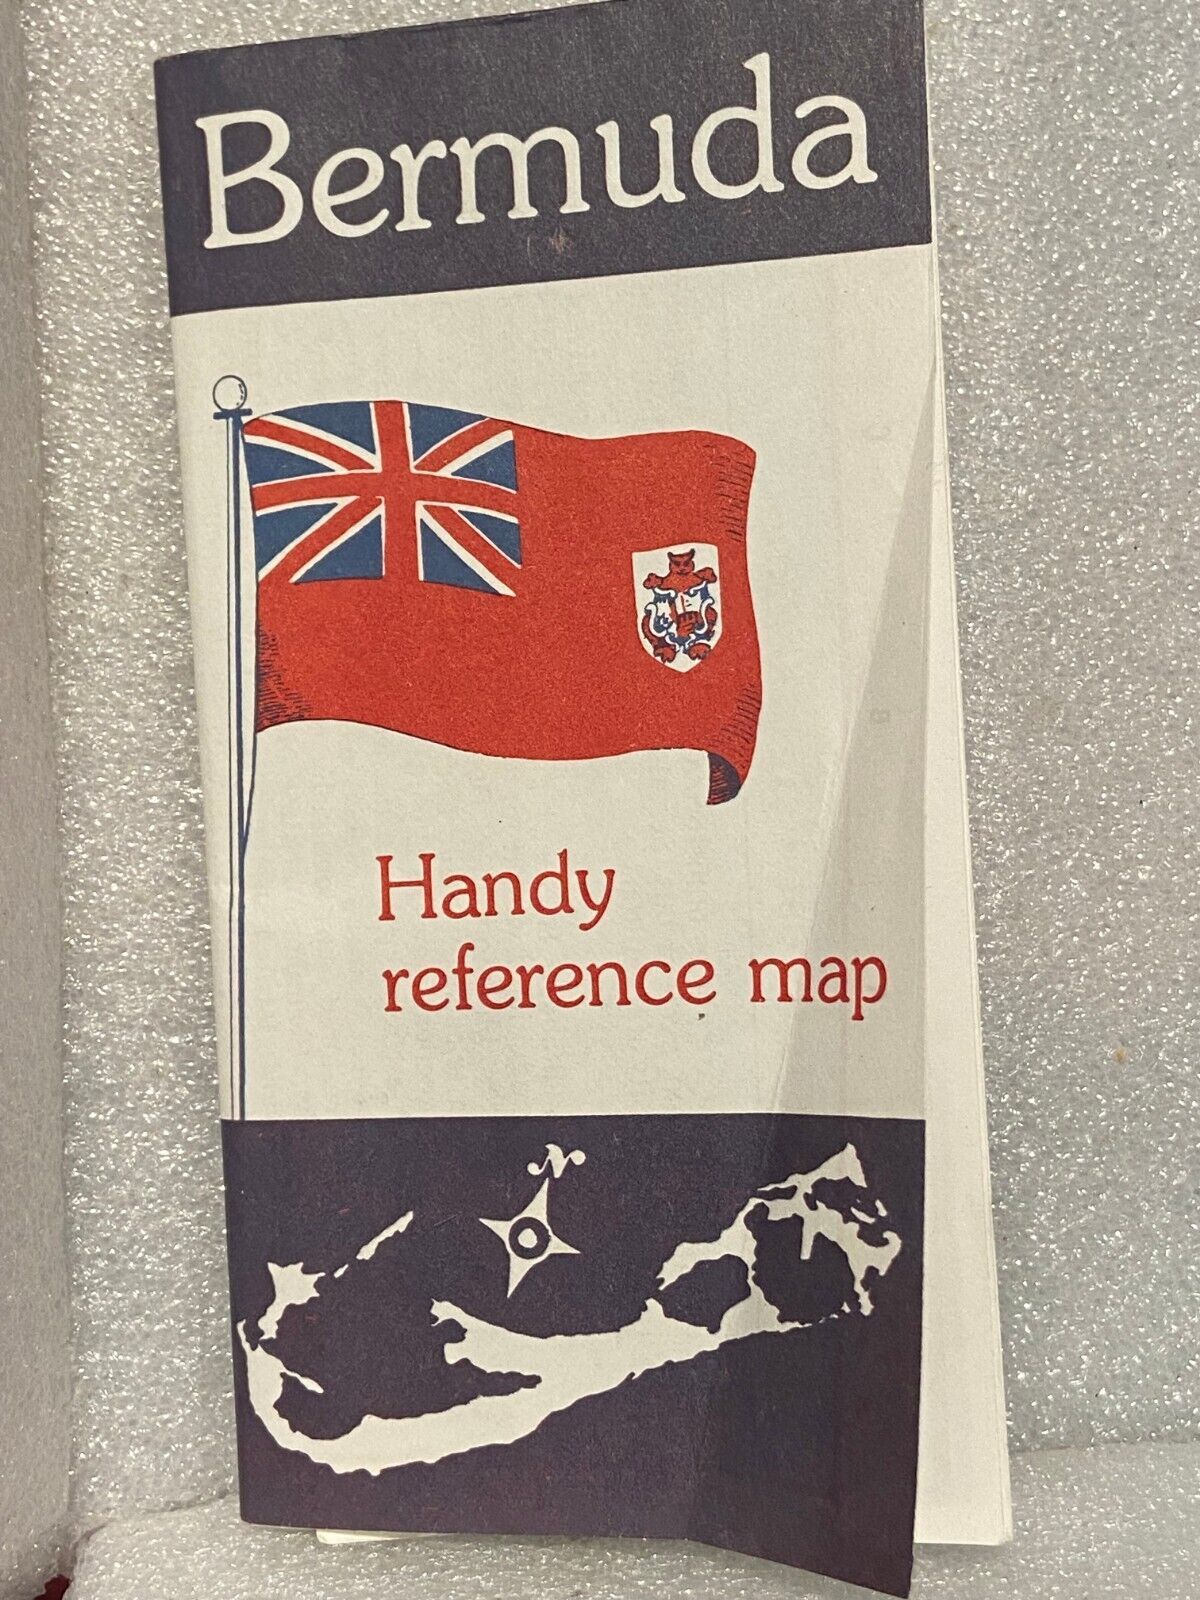 Bermuda
Handy
reference map
N